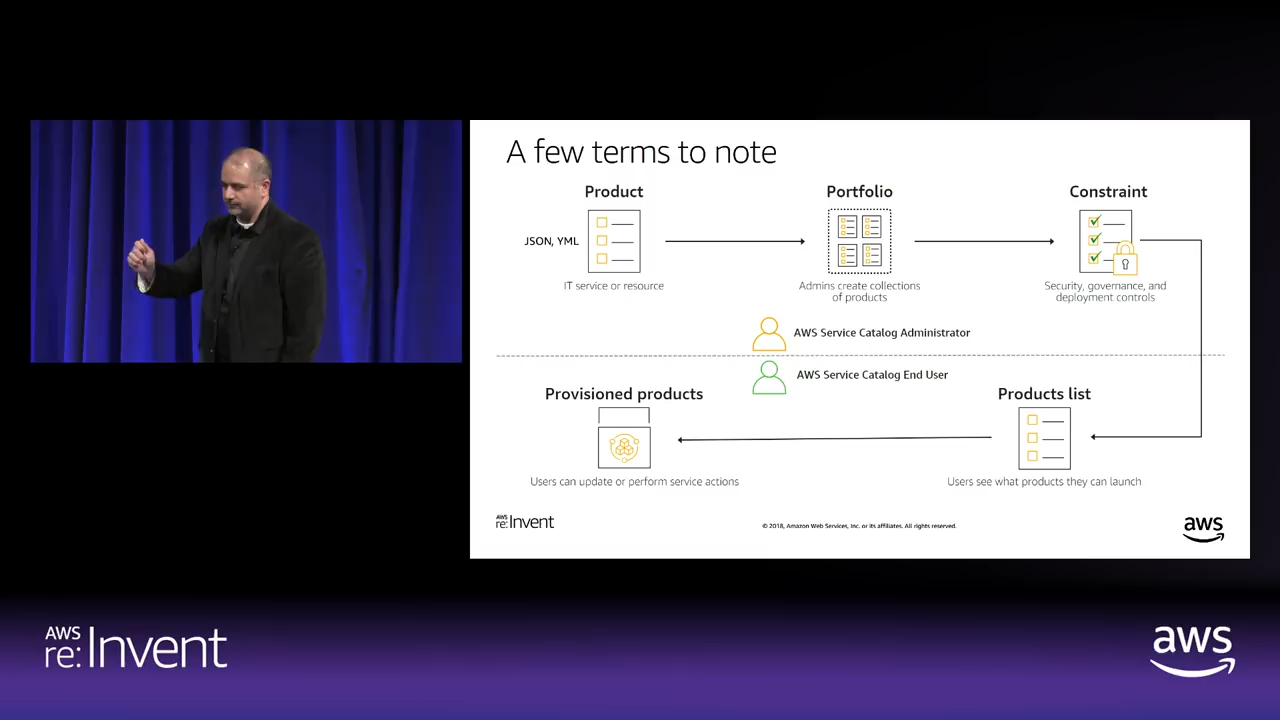 A few terms to note
Product
Portfolio
Constraint
JSON, YML
IT service or resource
Admins create collections
of products
Security, governance, and
deployment controls
AWS Service Catalog Administrator
AWS Service Catalog End User
Provisioned products
Products list
Users can update or perform service actions
Users see what products they can launch
AWS
re:Invent
© 2018, Amazon Web Services, Inc. or its affiliates. All rights reserved.
aws
AWS
re:Invent
aws